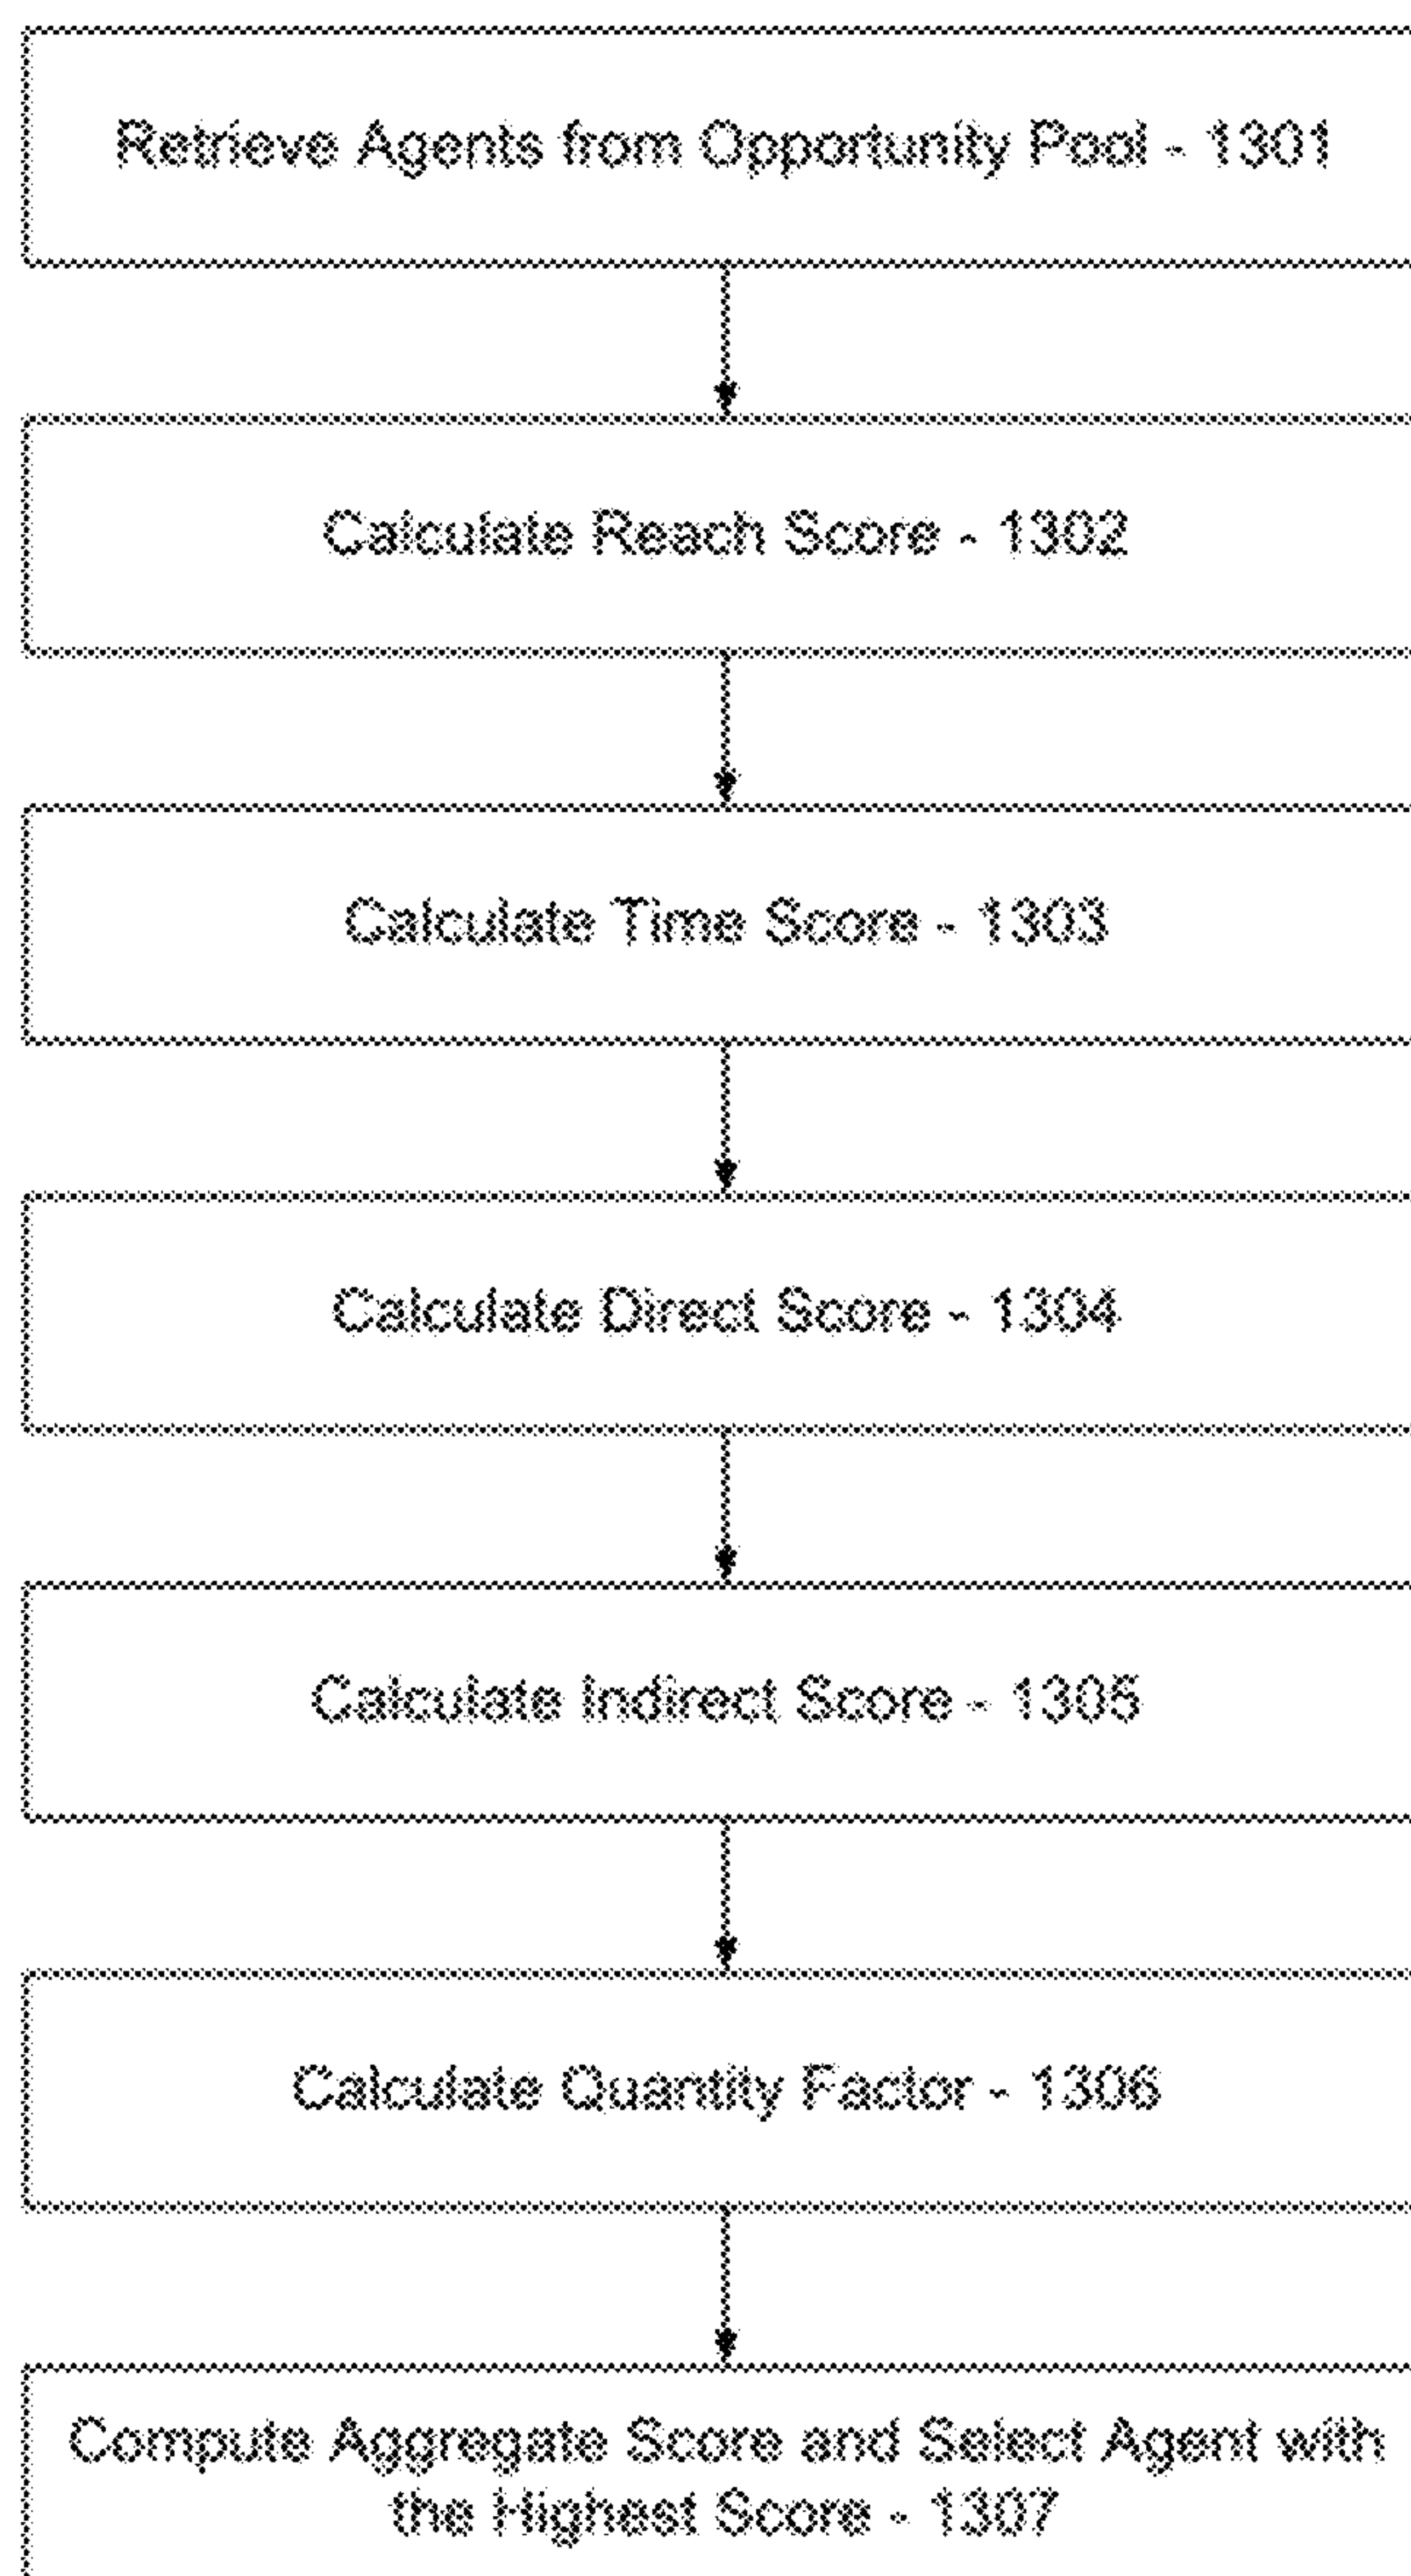 Retrieve Agents from Opportunity Pool - 1301
Calculate Reach Score - 1302
Calculate Time Score - 1303
Calculate Direct Score - 1304
Calculate Indirect Score - 1305
Calculate Quantity Factor - 1306
Compute Aggregate Score and Select Agent with
the Highest Score - 1307